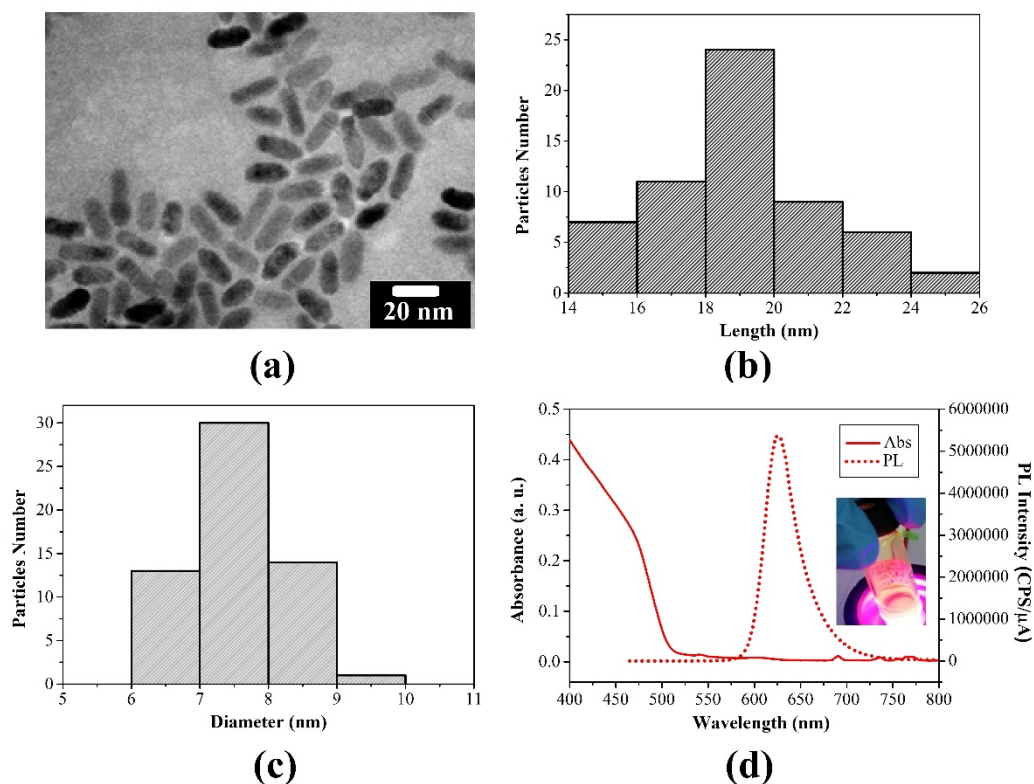 20 nm
(a)
Particles Number
25
20
15
10
5
0
14 16 18 20 22 24 26
Length (nm)
(b)
Particles Number
30
20
10
0
5 6 7 8 9 10 11
Diameter (nm)
(c)
Absorbance (a. u.)
0.5
0.4
0.3
0.2
0.1
0.0
Abs
PL
6000000
5000000
4000000
3000000
2000000
1000000
0
PL Intensity (CPS/μA)
400 450 500 550 600 650 700 750 800
Wavelength (nm)
(d)